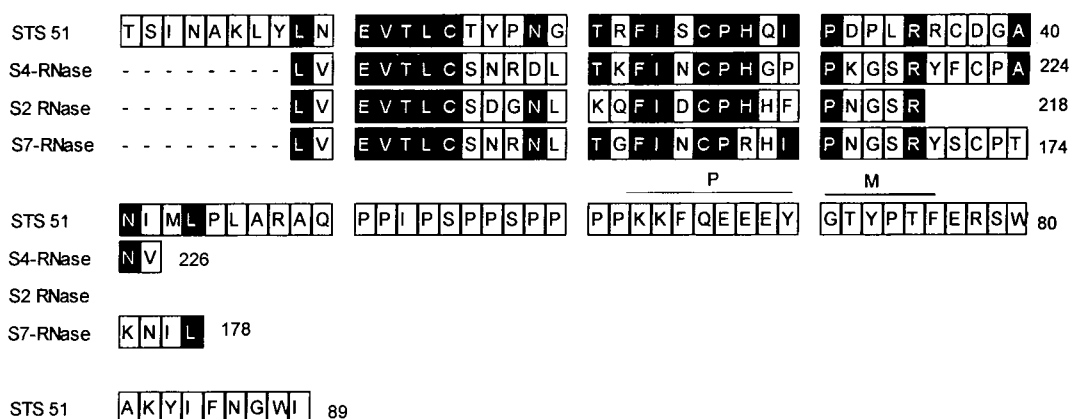 STS 51 TSINAKLYLN EVTLCTYPNG TRFISCPHQI PDPLRRCDGA 40
S4-RNase - - - - - - - - LV EVTLCSNRDL TKFINCPHGP PKGSRYFCPA 224
S2 RNase - - - - - - - - LV EVTLCSDGNL KQFIDCPHHF PNGSR 218
S7-RNase - - - - - - - - LV EVTLCSNRNL TGFINCPRHI PNGSRYSCPT 174
P M
STS 51 NIMLPLARAQ PPIPSPPSPP PPKKFQEEEY GTYPTFERSW 80
S4-RNase NV 226
S2 RNase
S7-RNase KNIL 178
STS 51 AKYIFNGWI 89